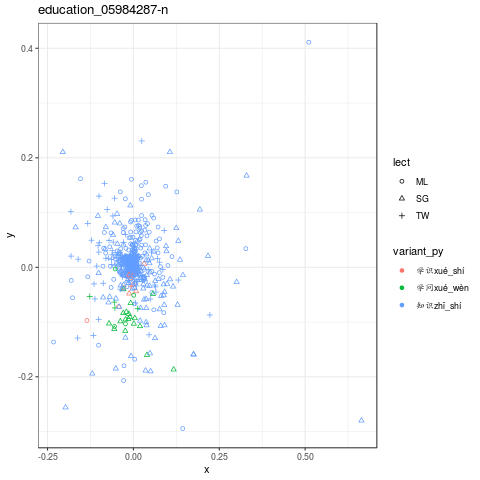 education_05984287-n
0.4
0.2
0.0
-0.2
y
-0.25
0.00
0.25
0.50
x
lect
ML
SG
TW
variant_py
学识xué_shí
学问xué_wèn
知识zhī_shí